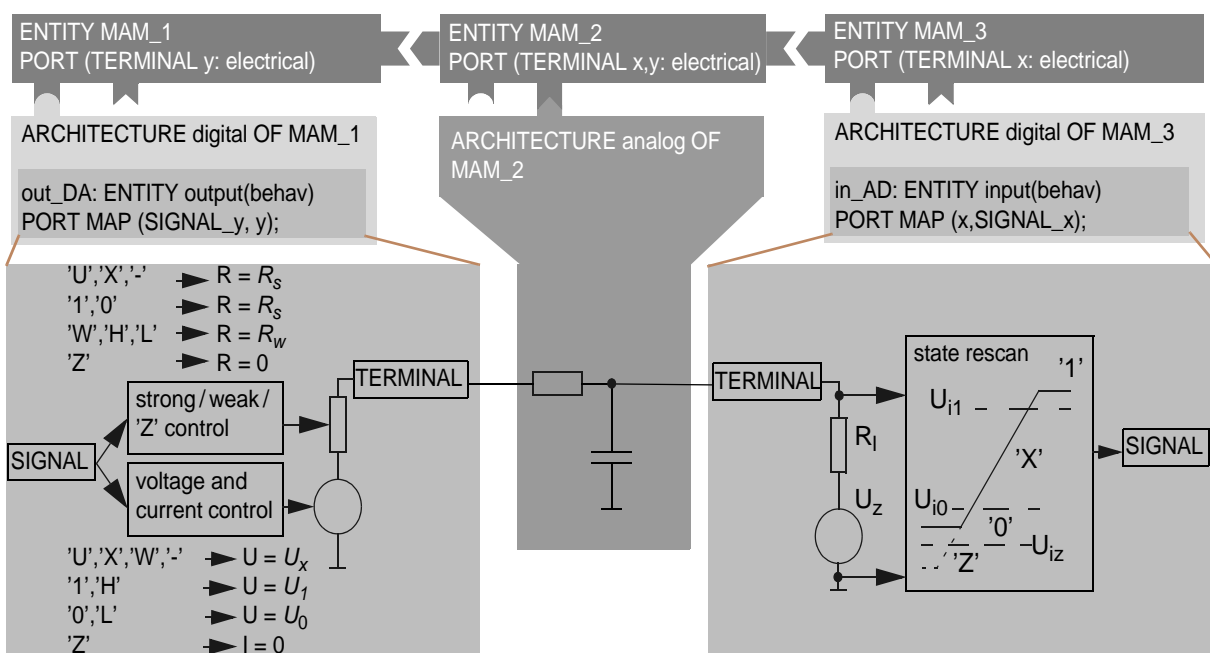 ENTITY MAM_1
PORT (TERMINAL y: electrical)
ENTITY MAM_2
PORT (TERMINAL x,y: electrical)
ENTITY MAM_3
PORT (TERMINAL x: electrical)
ARCHITECTURE digital OF MAM_1
out_DA: ENTITY output(behav)
PORT MAP (SIGNAL_y, y);
ARCHITECTURE analog OF
MAM_2
ARCHITECTURE digital OF MAM_3
in_AD: ENTITY input(behav)
PORT MAP (x,SIGNAL_x);
'U','X','-' R = Rs
'1','0' R = Rs
'W','H','L' R = Rw
'Z' R = 0
TERMINAL
strong / weak /
'Z' control
SIGNAL
voltage and
current control
'U','X','W','-' U = Ux
'1','H' U = U1
'0','L' U = U0
'Z' I = 0
TERMINAL
Rl
Uz
state rescan
'1'
Ui1
'X'
Ui0
'0'
Uiz
'Z'
SIGNAL